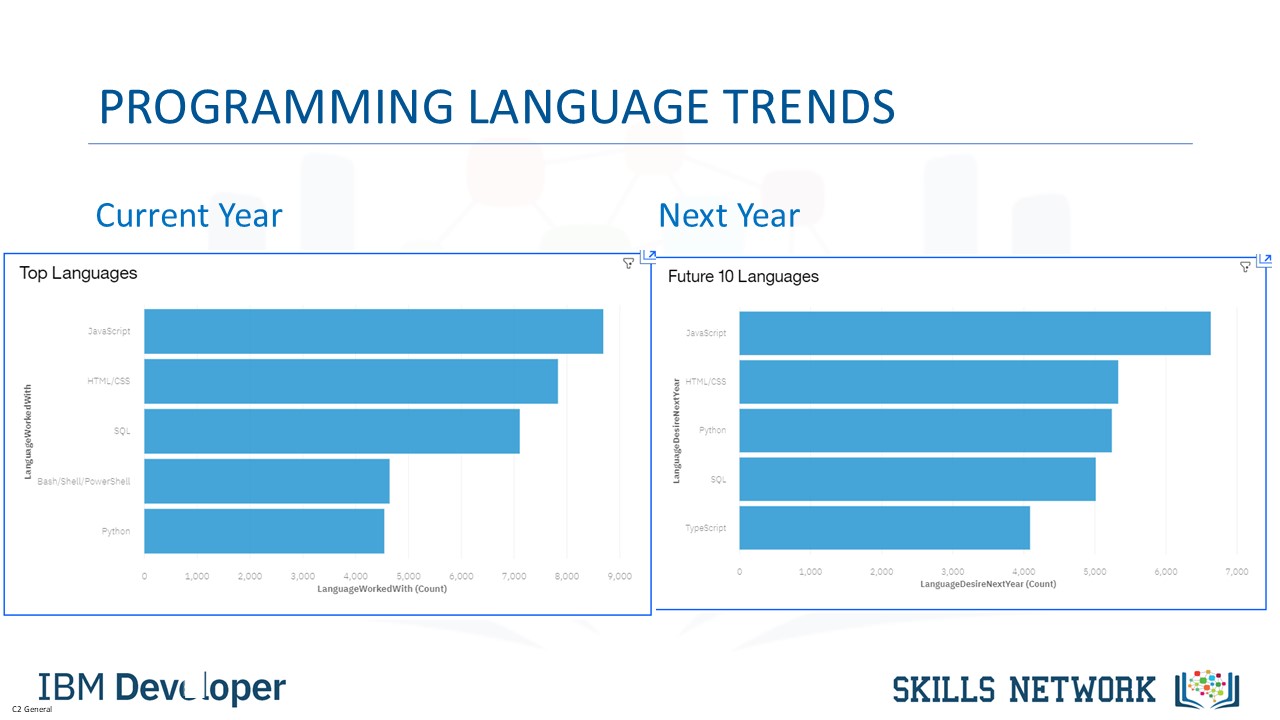 PROGRAMMING LANGUAGE TRENDS
Current Year
Next Year
Top Languages
LanguageWorkedWith
JavaScript
HTML/CSS
SQL
Bash/Shell/PowerShell
Python
0 1,000 2,000 3,000 4,000 5,000 6,000 7,000 8,000 9,000
LanguageWorkedWith (Count)
Future 10 Languages
LanguageDesireNextYear
JavaScript
HTML/CSS
Python
SQL
TypeScript
0 1,000 2,000 3,000 4,000 5,000 6,000 7,000
LanguageDesireNextYear (Count)
IBM Developer
SKILLS NETWORK
C2 General